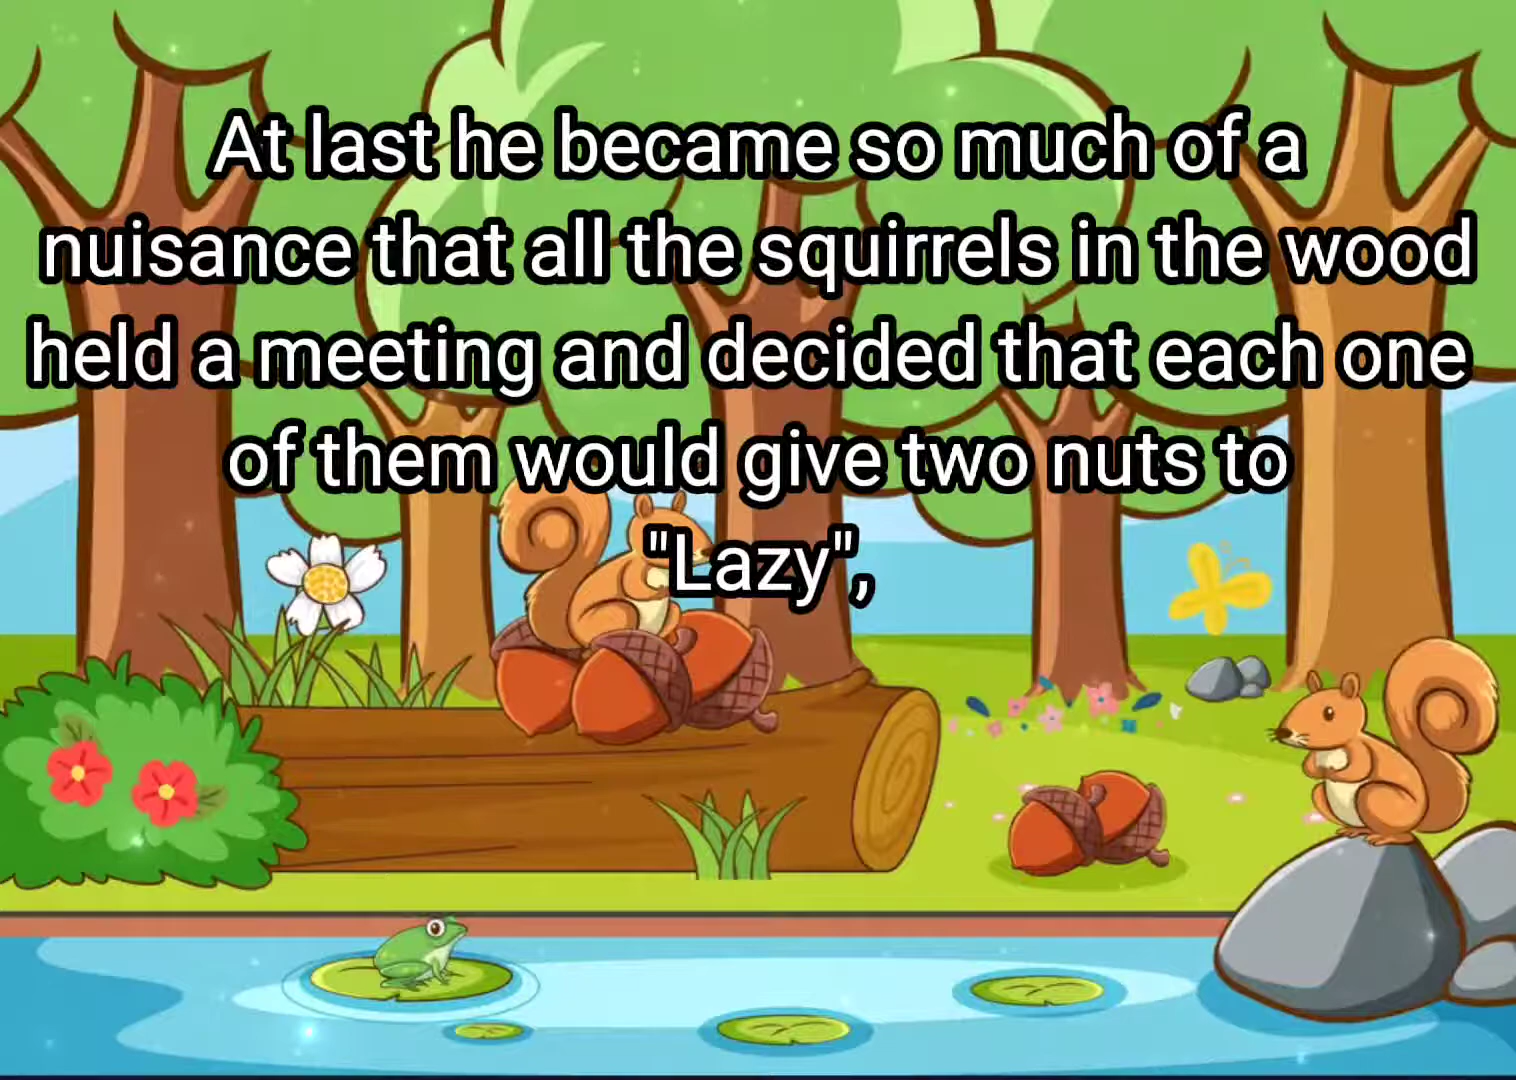 At last he became so much of a
nuisance that all the squirrels in the wood
held a meeting and decided that each one
of them would give two nuts to
"Lazy",